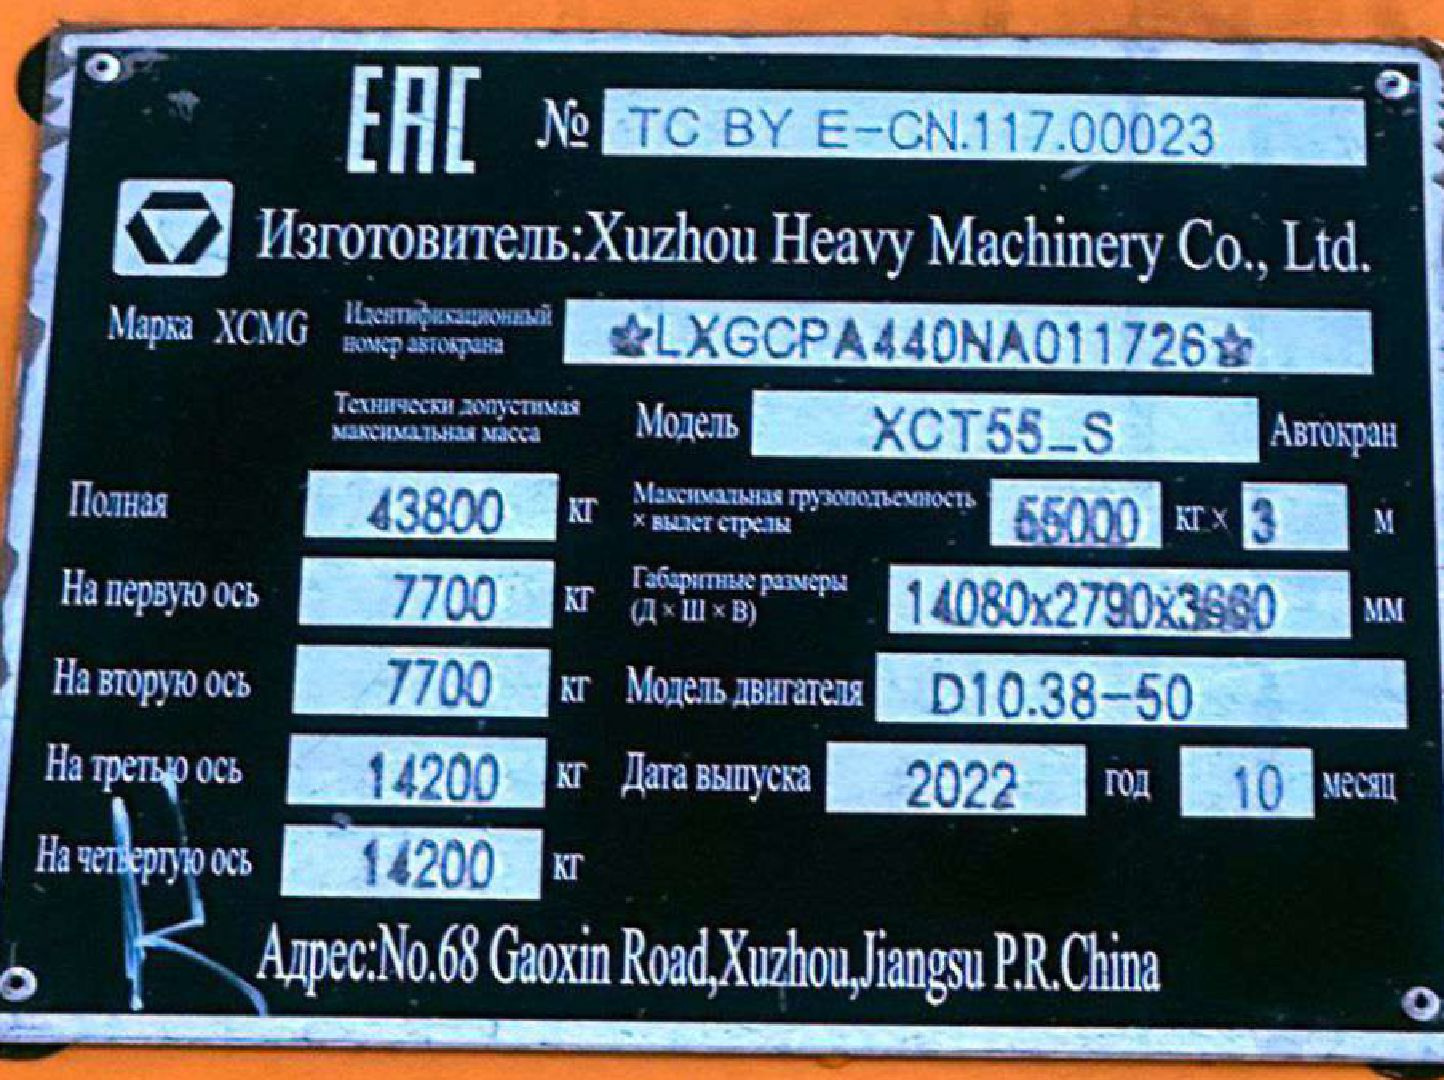 EAC № TC BY E-CN.117.00023
Изготовитель:Xuzhou Heavy Machinery Co., Ltd.
Марка XCMG Идентификационный номер автокрана ★LXGCPA440NA011726★
Технически допустимая максимальная масса
Модель XCT55_S Автокран
Полная 43800 кг
Максимальная грузоподъемность × вылет стрелы 55000 кг × 3 м
На первую ось 7700 кг
Габаритные размеры (Д × Ш × В) 14080x2790x3660 мм
На вторую ось 7700 кг
Модель двигателя D10.38-50
На третью ось 14200 кг
Дата выпуска 2022 год 10 месяц
На четвертую ось 14200 кг
Адрес:No.68 Gaoxin Road,Xuzhou,Jiangsu P.R.China